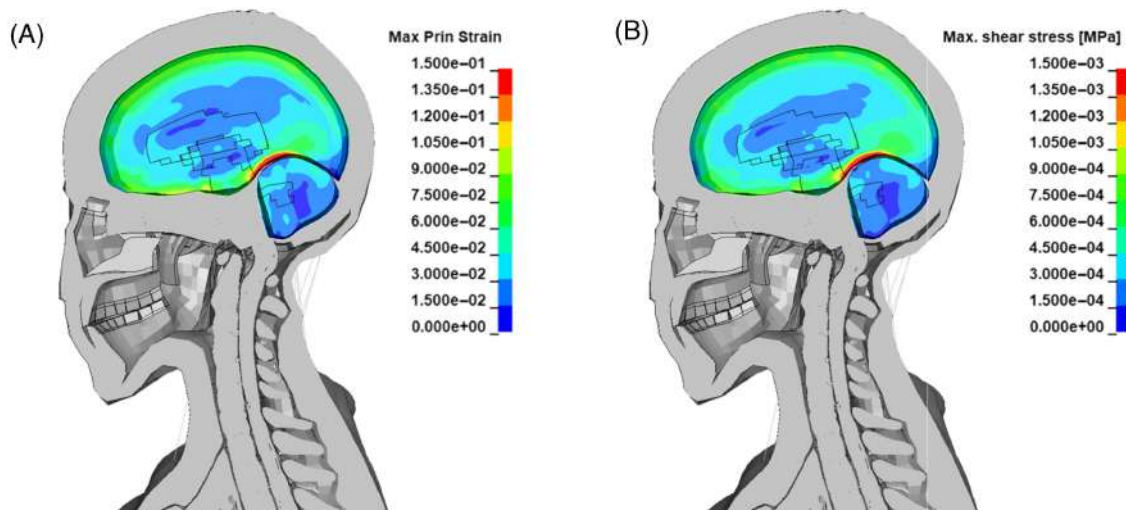 (A)
Max Prin Strain
1.500e-01
1.350e-01
1.200e-01
1.050e-01
9.000e-02
7.500e-02
6.000e-02
4.500e-02
3.000e-02
1.500e-02
0.000e+00
(B)
Max. shear stress [MPa]
1.500e-03
1.350e-03
1.200e-03
1.050e-03
9.000e-04
7.500e-04
6.000e-04
4.500e-04
3.000e-04
1.500e-04
0.000e+00